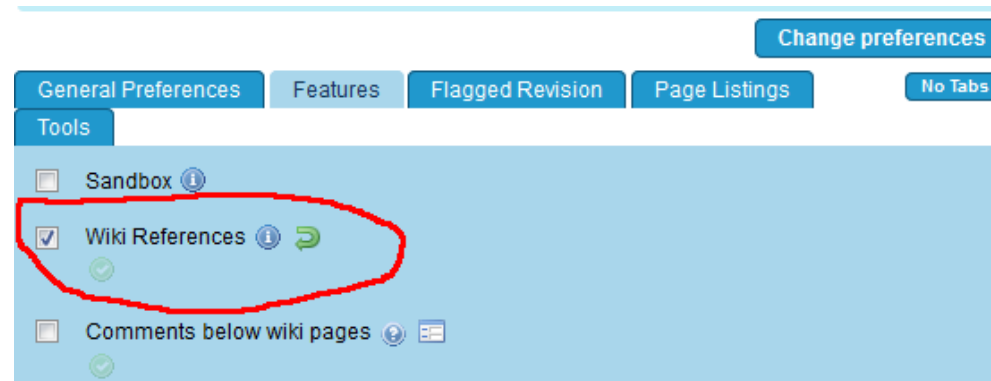 Change preferences
General Preferences Features Flagged Revision Page Listings No Tabs
Tools
Sandbox
Wiki References
Comments below wiki pages